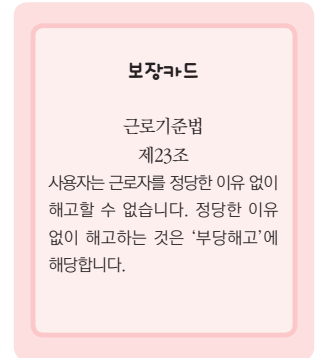 보장카드
근로기준법
제23조
사용자는 근로자를 정당한 이유 없이
해고할 수 없습니다. 정당한 이유
없이 해고하는 것은 ‘부당해고’에
해당합니다.